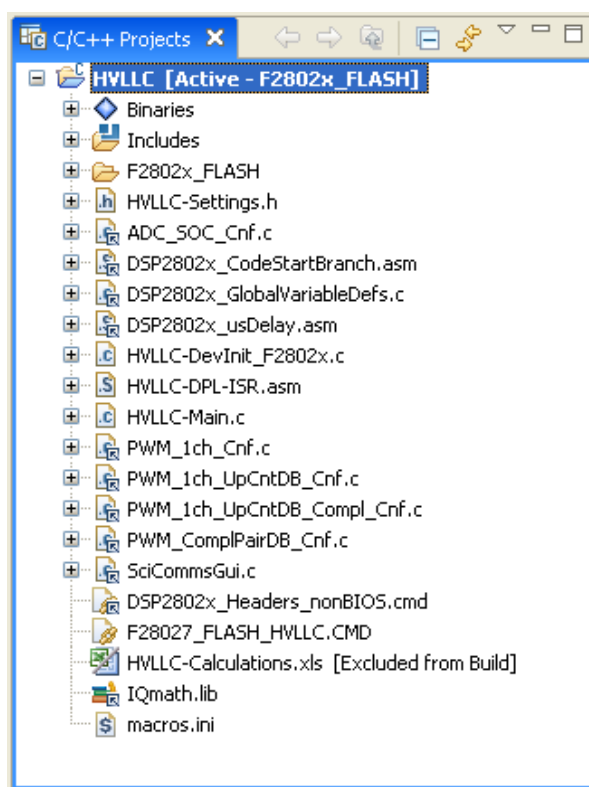 C/C++ Projects
HVLLC [Active - F2802x_FLASH]
Binaries
Includes
F2802x_FLASH
HVLLC-Settings.h
ADC_SOC_Cnf.c
DSP2802x_CodeStartBranch.asm
DSP2802x_GlobalVariableDefs.c
DSP2802x_usDelay.asm
HVLLC-DevInit_F2802x.c
HVLLC-DPL-ISR.asm
HVLLC-Main.c
PWM_1ch_Cnf.c
PWM_1ch_UpCntDB_Cnf.c
PWM_1ch_UpCntDB_Compl_Cnf.c
PWM_ComplPairDB_Cnf.c
SciCommsGui.c
DSP2802x_Headers_nonBIOS.cmd
F28027_FLASH_HVLLC.CMD
HVLLC-Calculations.xls [Excluded from Build]
IQmath.lib
macros.ini